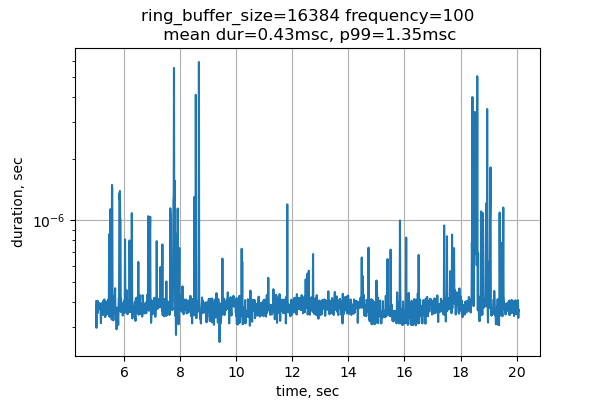 ring_buffer_size=16384 frequency=100
mean dur=0.43msc, p99=1.35msc
duration, sec
10⁻⁶
6 8 10 12 14 16 18 20
time, sec